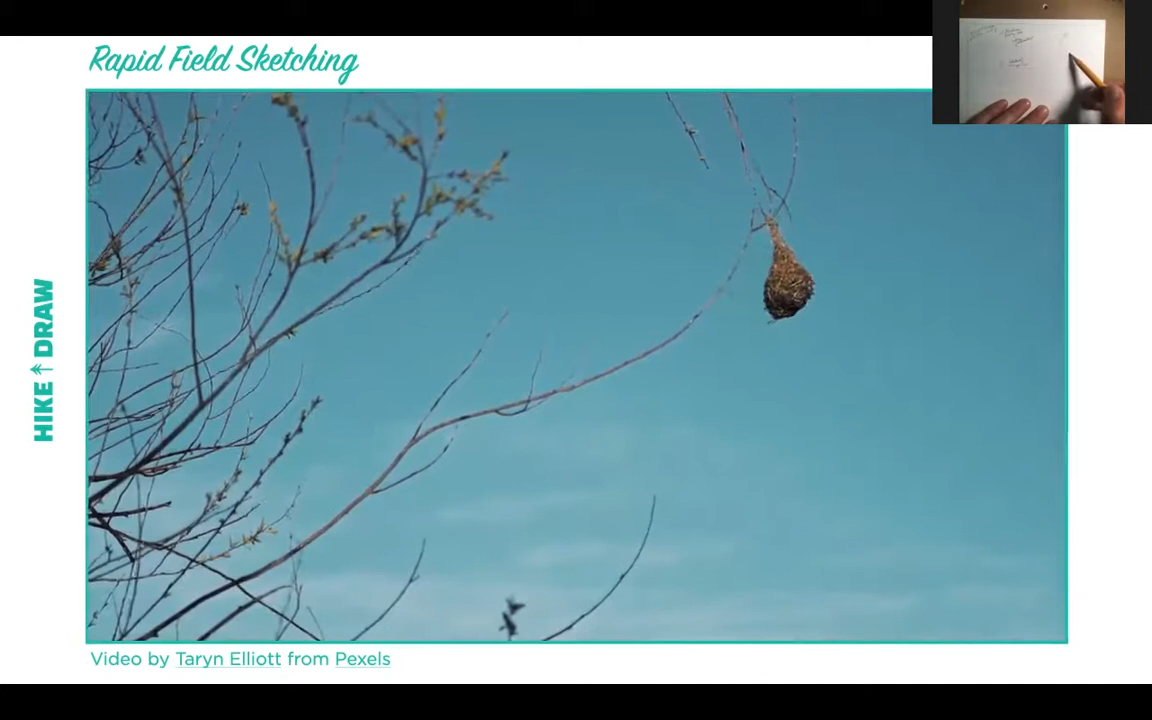 Rapid Field Sketching
HIKE DRAW
Video by Taryn Elliott from Pexels